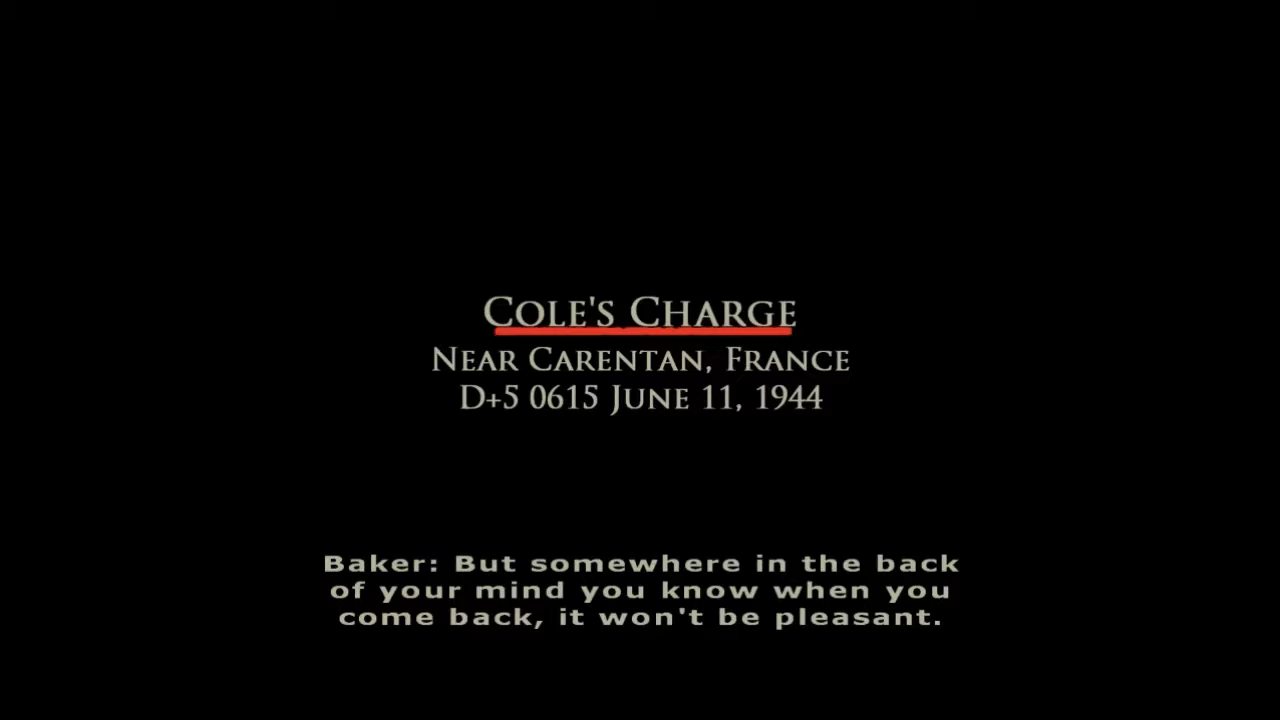 Cole's Charge
Near Carentan, France
D+5 0615 June 11, 1944
Baker: But somewhere in the back
of your mind you know when you
come back, it won't be pleasant.